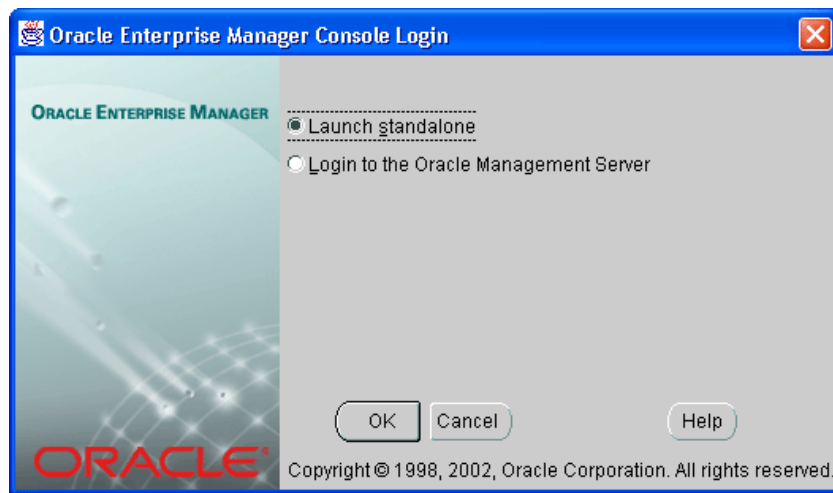 Oracle Enterprise Manager Console Login
ORACLE ENTERPRISE MANAGER
Launch standalone
Login to the Oracle Management Server
OK Cancel Help
ORACLE
Copyright © 1998, 2002, Oracle Corporation. All rights reserved.